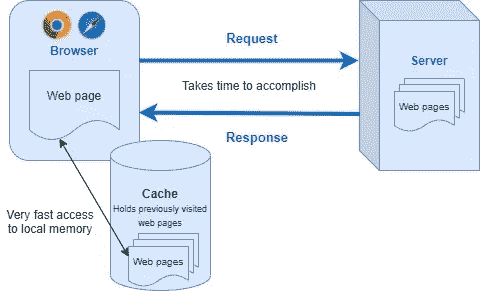 Browser
Web page
Request
Takes time to accomplish
Response
Server
Web pages
Cache
Holds previously visited
web pages
Web pages
Very fast access
to local memory